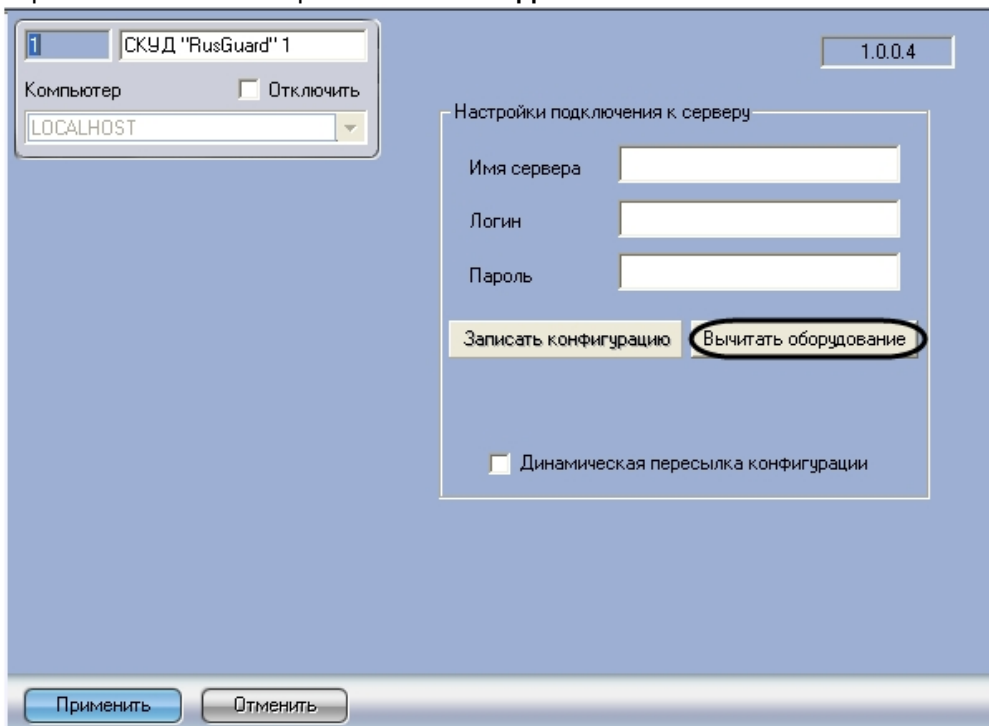 1 СКУД "RusGuard" 1
1.0.0.4
Компьютер Отключить
LOCALHOST
Настройки подключения к серверу
Имя сервера
Логин
Пароль
Записать конфигурацию Вычитать оборудование
Динамическая пересылка конфигурации
Применить Отменить